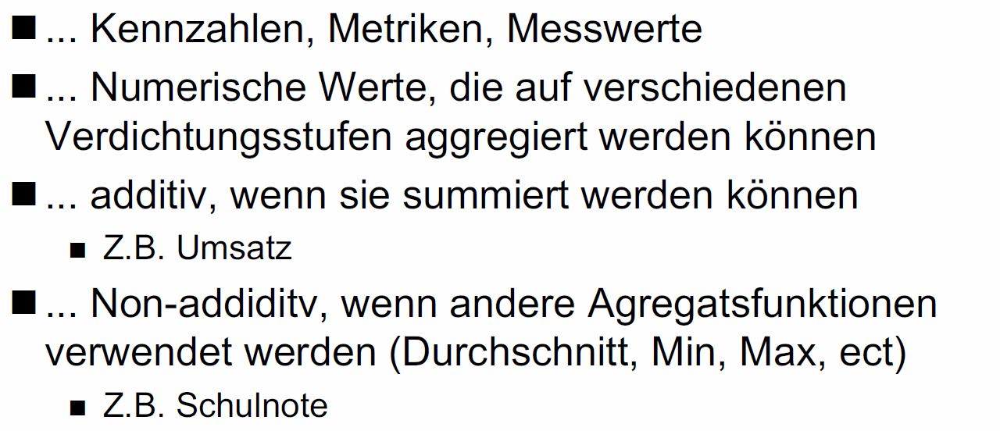 ... Kennzahlen, Metriken, Messwerte
... Numerische Werte, die auf verschiedenen
Verdichtungsstufen aggregiert werden können
... additiv, wenn sie summiert werden können
Z.B. Umsatz
... Non-addiditv, wenn andere Agregatsfunktionen
verwendet werden (Durchschnitt, Min, Max, ect)
Z.B. Schulnote